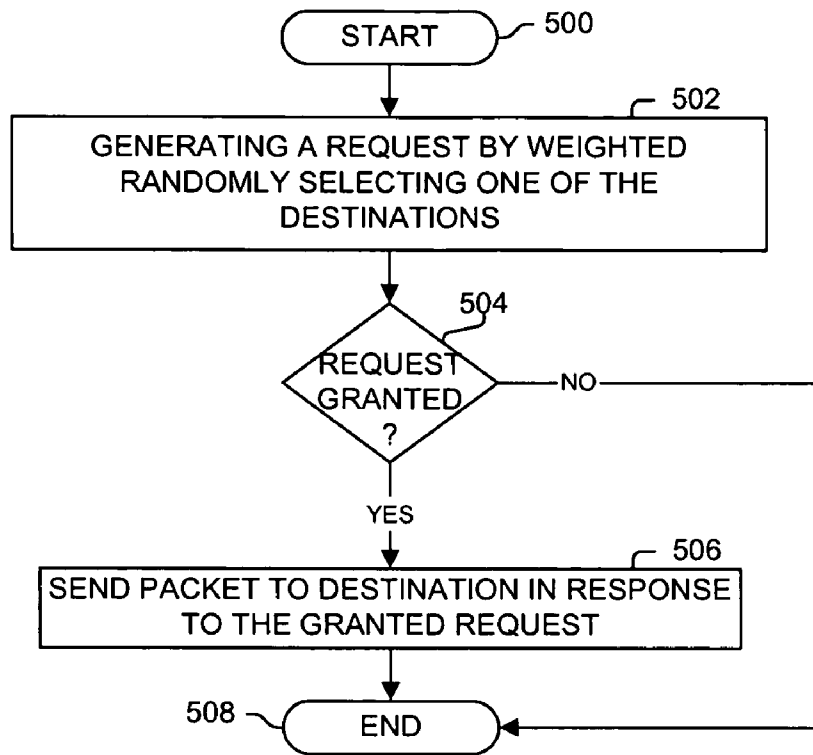 START
500
502
GENERATING A REQUEST BY WEIGHTED
RANDOMLY SELECTING ONE OF THE
DESTINATIONS
504
REQUEST
GRANTED
?
NO
YES
506
SEND PACKET TO DESTINATION IN RESPONSE
TO THE GRANTED REQUEST
508
END